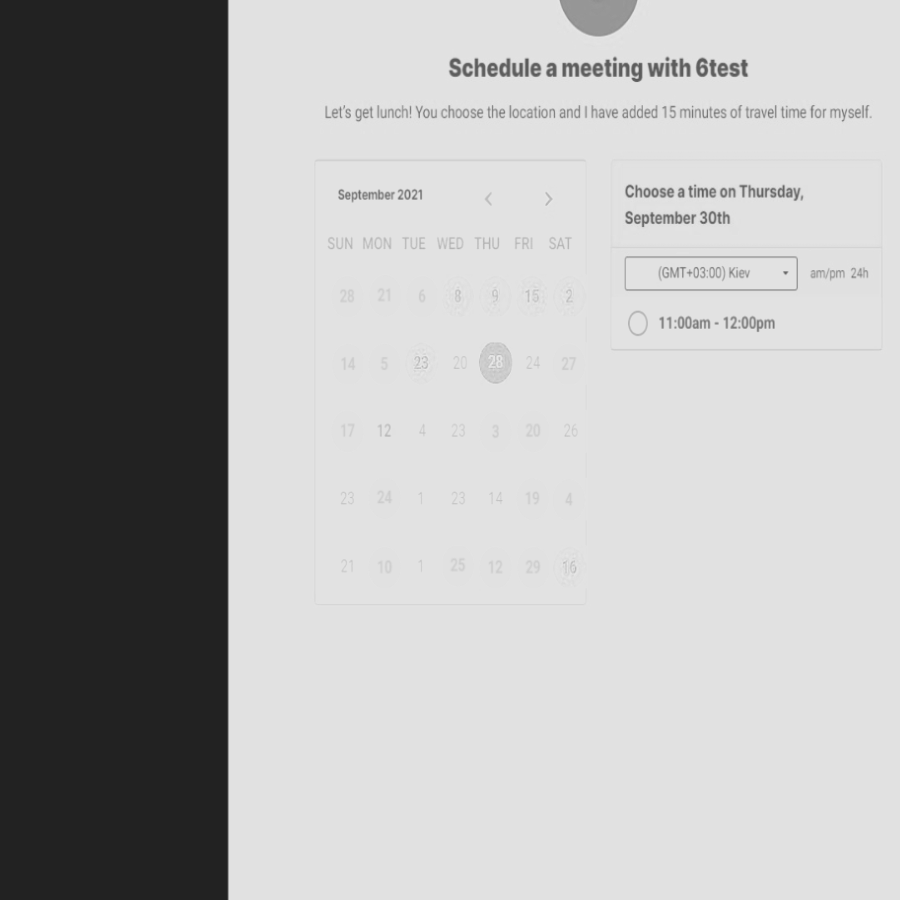 Schedule a meeting with 6test
Let's get lunch! You choose the location and I have added 15 minutes of travel time for myself.
September 2021
SUN MON TUE WED THU FRI SAT
28 21 6 8 9 15 2
14 5 23 20 28 24 27
17 12 4 23 3 20 26
23 24 1 23 14 19 4
21 10 1 25 12 29 16
Choose a time on Thursday,
September 30th
(GMT+03:00) Kiev am/pm 24h
11:00am - 12:00pm